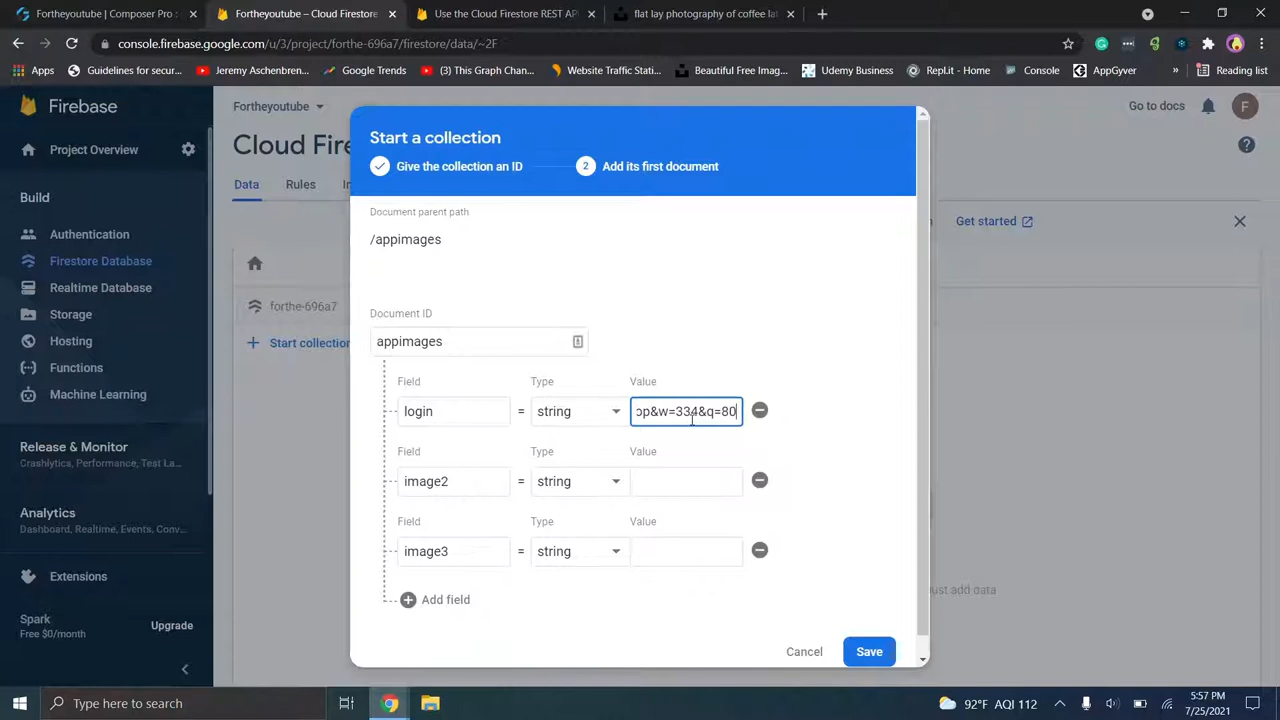 Composer Pro
Fortheyoutube – Cloud Firestore
Use the Cloud Firestore REST AP
flat lay photography of coffee lat
console.firebase.google.com/u/3/project/forthe-696a7/firestore/data/~2F
Apps
Guidelines for secur...
Jeremy Aschenbren...
Google Trends
(3) This Graph Chan...
Website Traffic Stati...
Beautiful Free Imag...
Udemy Business
Repl.it - Home
Console
AppGyver
»
Reading list
Firebase
Fortheyoutube
Go to docs
F
Project Overview
Cloud Fire
Data
Rules
In
Build
Authentication
Firestore Database
Realtime Database
Storage
Hosting
Functions
Machine Learning
Release & Monitor
Crashlytics, Performance, Test La...
Analytics
Dashboard, Realtime, Events, Conv...
Extensions
Spark
Free $0/month
Upgrade
Get started
forthe-696a7
Start collection
just add data
Start a collection
Give the collection an ID
2
Add its first document
Document parent path
/appimages
Document ID
appimages
Field
Type
Value
login
=
string
op&w=334&q=80
Field
Type
Value
image2
=
string
Field
Type
Value
image3
=
string
Add field
Cancel
Save
Type here to search
92°F AQI 112
5:57 PM
7/25/2021